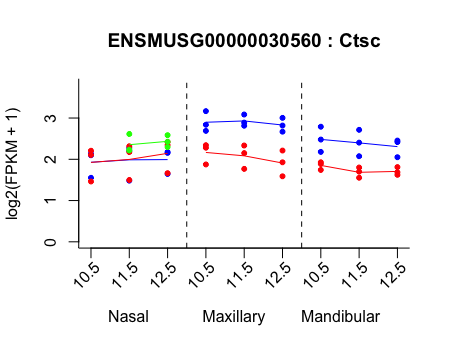 ENSMUSG00000030560 : Ctsc
log2(FPKM + 1)
3
2
1
0
10.5 11.5 12.5 10.5 11.5 12.5 10.5 11.5 12.5
Nasal Maxillary Mandibular